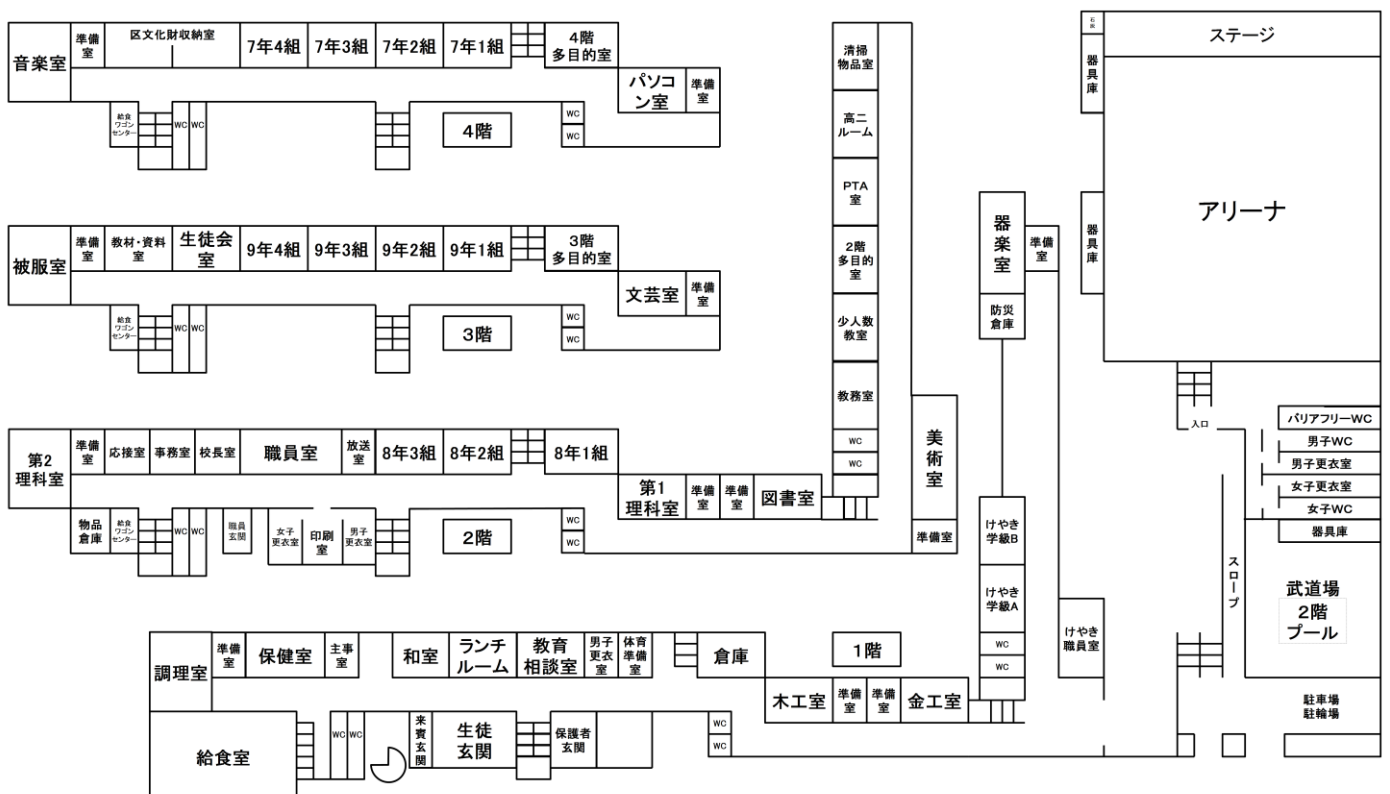 音楽室
準備
室
区文化財収納室
7年4組
7年3組
7年2組
7年1組
4階
多目的室
パソコ
ン室
準備
室
給食
ワゴン
センター
WC
WC
4階
WC
WC
被服室
準備
室
教材・資料
室
生徒会
室
9年4組
9年3組
9年2組
9年1組
3階
多目的室
文芸室
準備
室
給食
ワゴン
センター
WC
WC
3階
WC
WC
第2
理科室
準備
室
応接室
事務室
校長室
職員室
放送
室
8年3組
8年2組
8年1組
第1
理科室
準備
室
準備
室
図書室
物品
倉庫
給食
ワゴン
センター
WC
WC
職員
玄関
女子
更衣室
印刷
室
男子
更衣室
2階
WC
WC
清掃
物品室
高二
ルーム
PTA
室
2階
多目的
室
少人数
教室
教務室
WC
WC
美術室
準備室
調理室
準備
室
保健室
主事
室
和室
ランチ
ルーム
教育
相談室
男子
更衣
室
体育
準備
室
倉庫
木工室
準備
室
準備
室
金工室
1階
給食室
WC
WC
来賓玄関
生徒
玄関
保護者
玄関
WC
WC
器楽室
準備
室
防災
倉庫
けやき
学級B
けやき
学級A
WC
WC
けやき
職員室
ステージ
器具庫
アリーナ
器具庫
入口
バリアフリーWC
男子WC
男子更衣室
女子更衣室
女子WC
器具庫
スロープ
武道場
2階
プール
駐車場
駐輪場